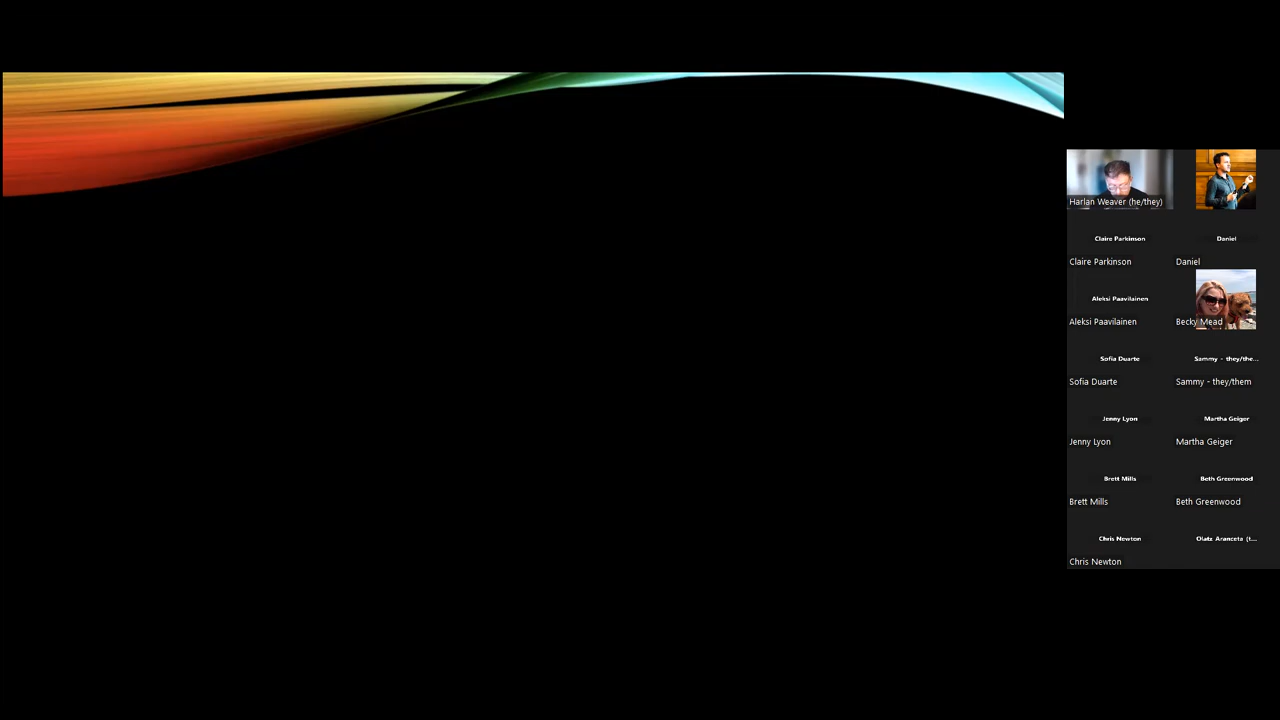 Harlan Weaver (he/they)
Claire Parkinson
Daniel
Claire Parkinson
Daniel
Aleksi Paavilainen
Aleksi Paavilainen
Becky Mead
Sofia Duarte
Sammy - they/the...
Sofia Duarte
Sammy - they/them
Jenny Lyon
Martha Geiger
Jenny Lyon
Martha Geiger
Brett Mills
Beth Greenwood
Brett Mills
Beth Greenwood
Chris Newton
Olatz Aranceta (t...
Chris Newton